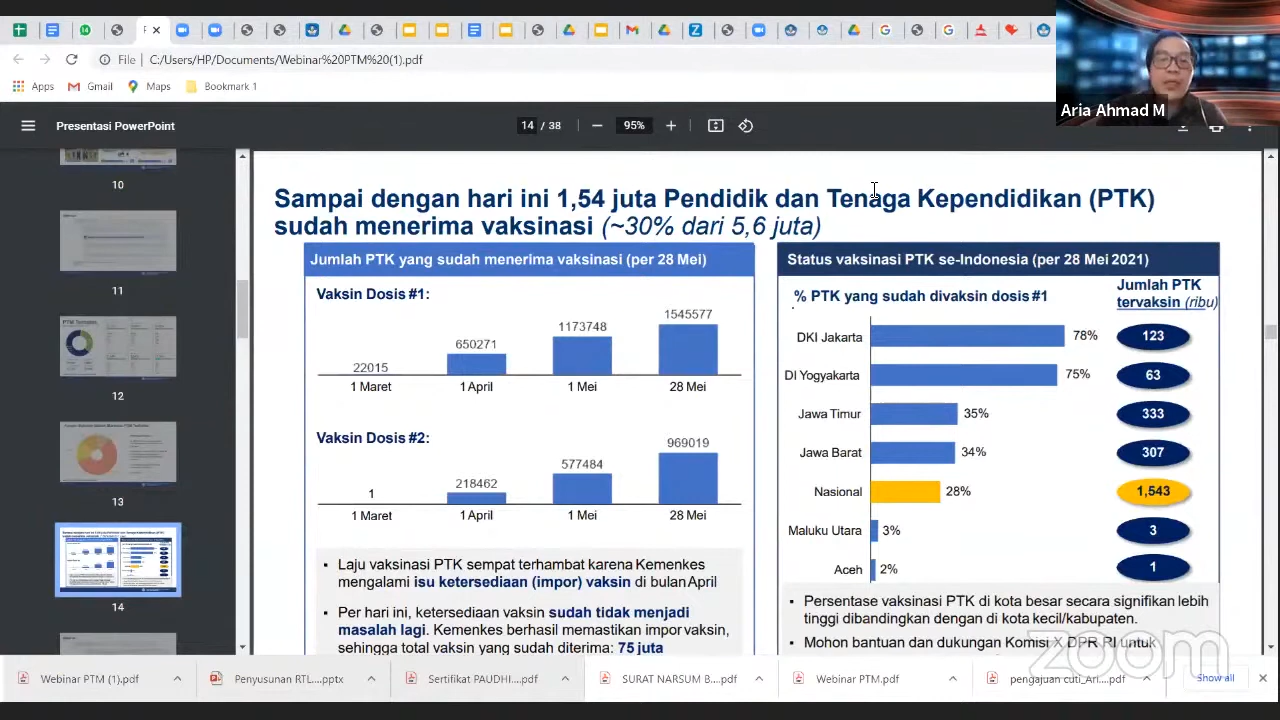 File
C:/Users/HP/Documents/Webinar%20PTM%20(1).pdf
Apps
Gmail
Maps
Bookmark 1
Aria Ahmad M
Presentasi PowerPoint
14 / 38
95%
10
11
12
13
14
Sampai dengan hari ini 1,54 juta Pendidik dan Tenaga Kependidikan (PTK)
sudah menerima vaksinasi (~30% dari 5,6 juta)
Jumlah PTK yang sudah menerima vaksinasi (per 28 Mei)
Vaksin Dosis #1:
22015
650271
1173748
1545577
1 Maret
1 April
1 Mei
28 Mei
Vaksin Dosis #2:
1
218462
577484
969019
1 Maret
1 April
1 Mei
28 Mei
• Laju vaksinasi PTK sempat terhambat karena Kemenkes
mengalami isu ketersediaan (impor) vaksin di bulan April
• Per hari ini, ketersediaan vaksin sudah tidak menjadi
masalah lagi. Kemenkes berhasil memastikan impor vaksin,
sehingga total vaksin yang sudah diterima: 75 juta
Status vaksinasi PTK se-Indonesia (per 28 Mei 2021)
% PTK yang sudah divaksin dosis #1
Jumlah PTK
tervaksin (ribu)
DKI Jakarta 78% 123
DI Yogyakarta 75% 63
Jawa Timur 35% 333
Jawa Barat 34% 307
Nasional 28% 1,543
Maluku Utara 3% 3
Aceh 2% 1
• Persentase vaksinasi PTK di kota besar secara signifikan lebih
tinggi dibandingkan dengan di kota kecil/kabupaten.
• Mohon bantuan dan dukungan Komisi X DPR RI untuk
zoom
Webinar PTM (1).pdf
Penyusunan RTL....pptx
Sertifikat PAUDHI....pdf
SURAT NARSUM B....pdf
Webinar PTM.pdf
pengajuan cuti_Ari....pdf
Show all